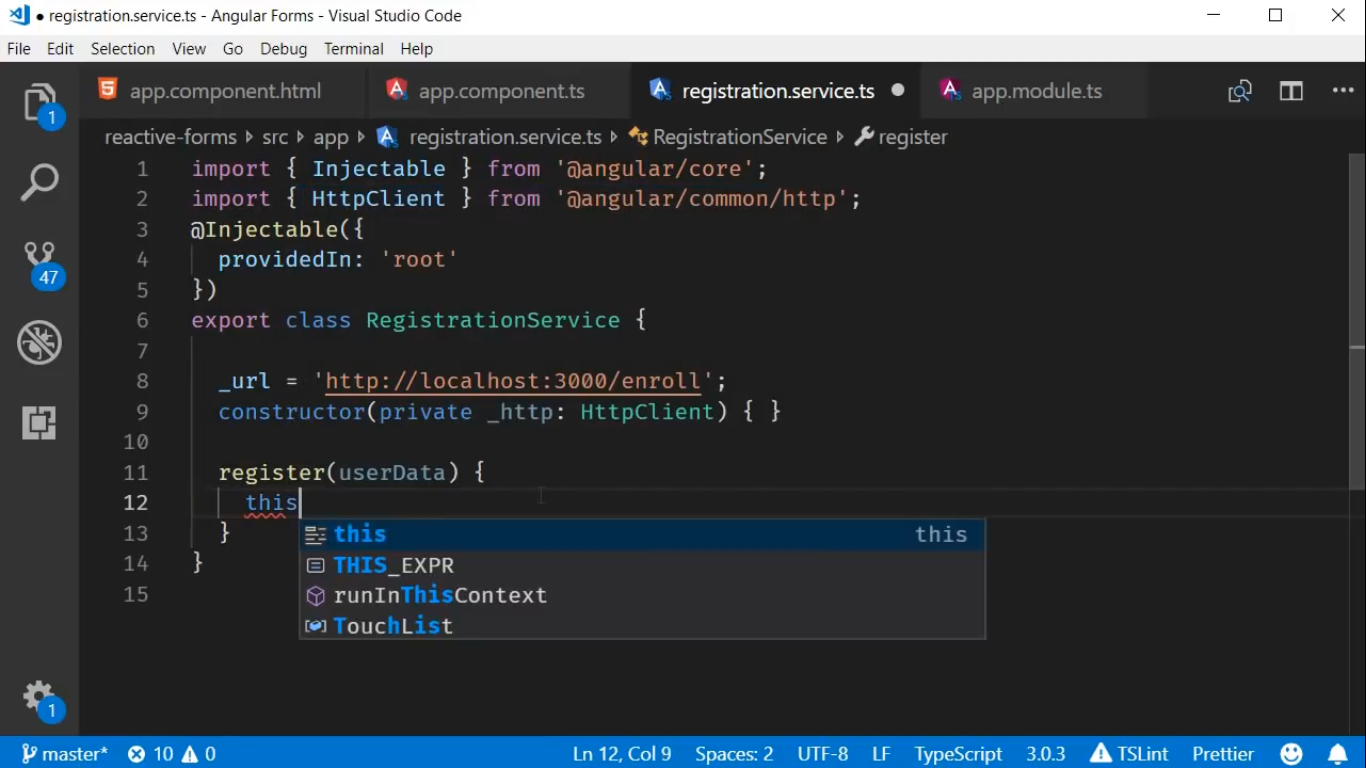 registration.service.ts - Angular Forms - Visual Studio Code
File Edit Selection View Go Debug Terminal Help
app.component.html app.component.ts registration.service.ts app.module.ts
1
reactive-forms src app registration.service.ts RegistrationService register
1 import { Injectable } from '@angular/core';
2 import { HttpClient } from '@angular/common/http';
3 @Injectable({
4 providedIn: 'root'
5 })
6 export class RegistrationService {
7
8 _url = 'http://localhost:3000/enroll';
9 constructor(private _http: HttpClient) { }
10
11 register(userData) {
12 this
13 }
14 }
15
this this
THIS_EXPR
runInThisContext
TouchList
47
1
master* 10 0 Ln 12, Col 9 Spaces: 2 UTF-8 LF TypeScript 3.0.3 TSLint Prettier